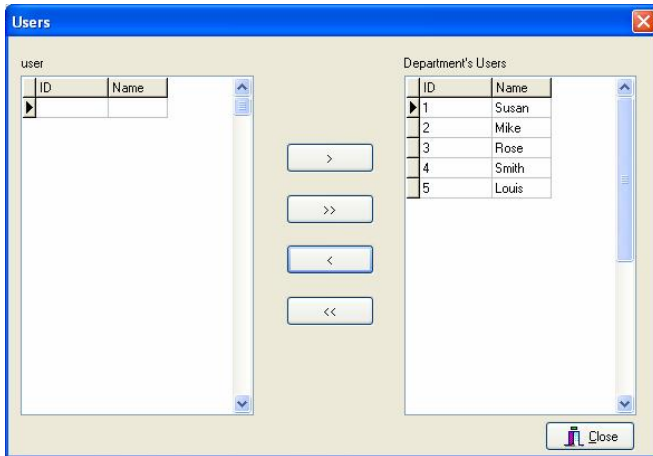 Users
user
Department's Users
ID Name
ID Name
1 Susan
2 Mike
3 Rose
4 Smith
5 Louis
>
>>
<
<<
Close